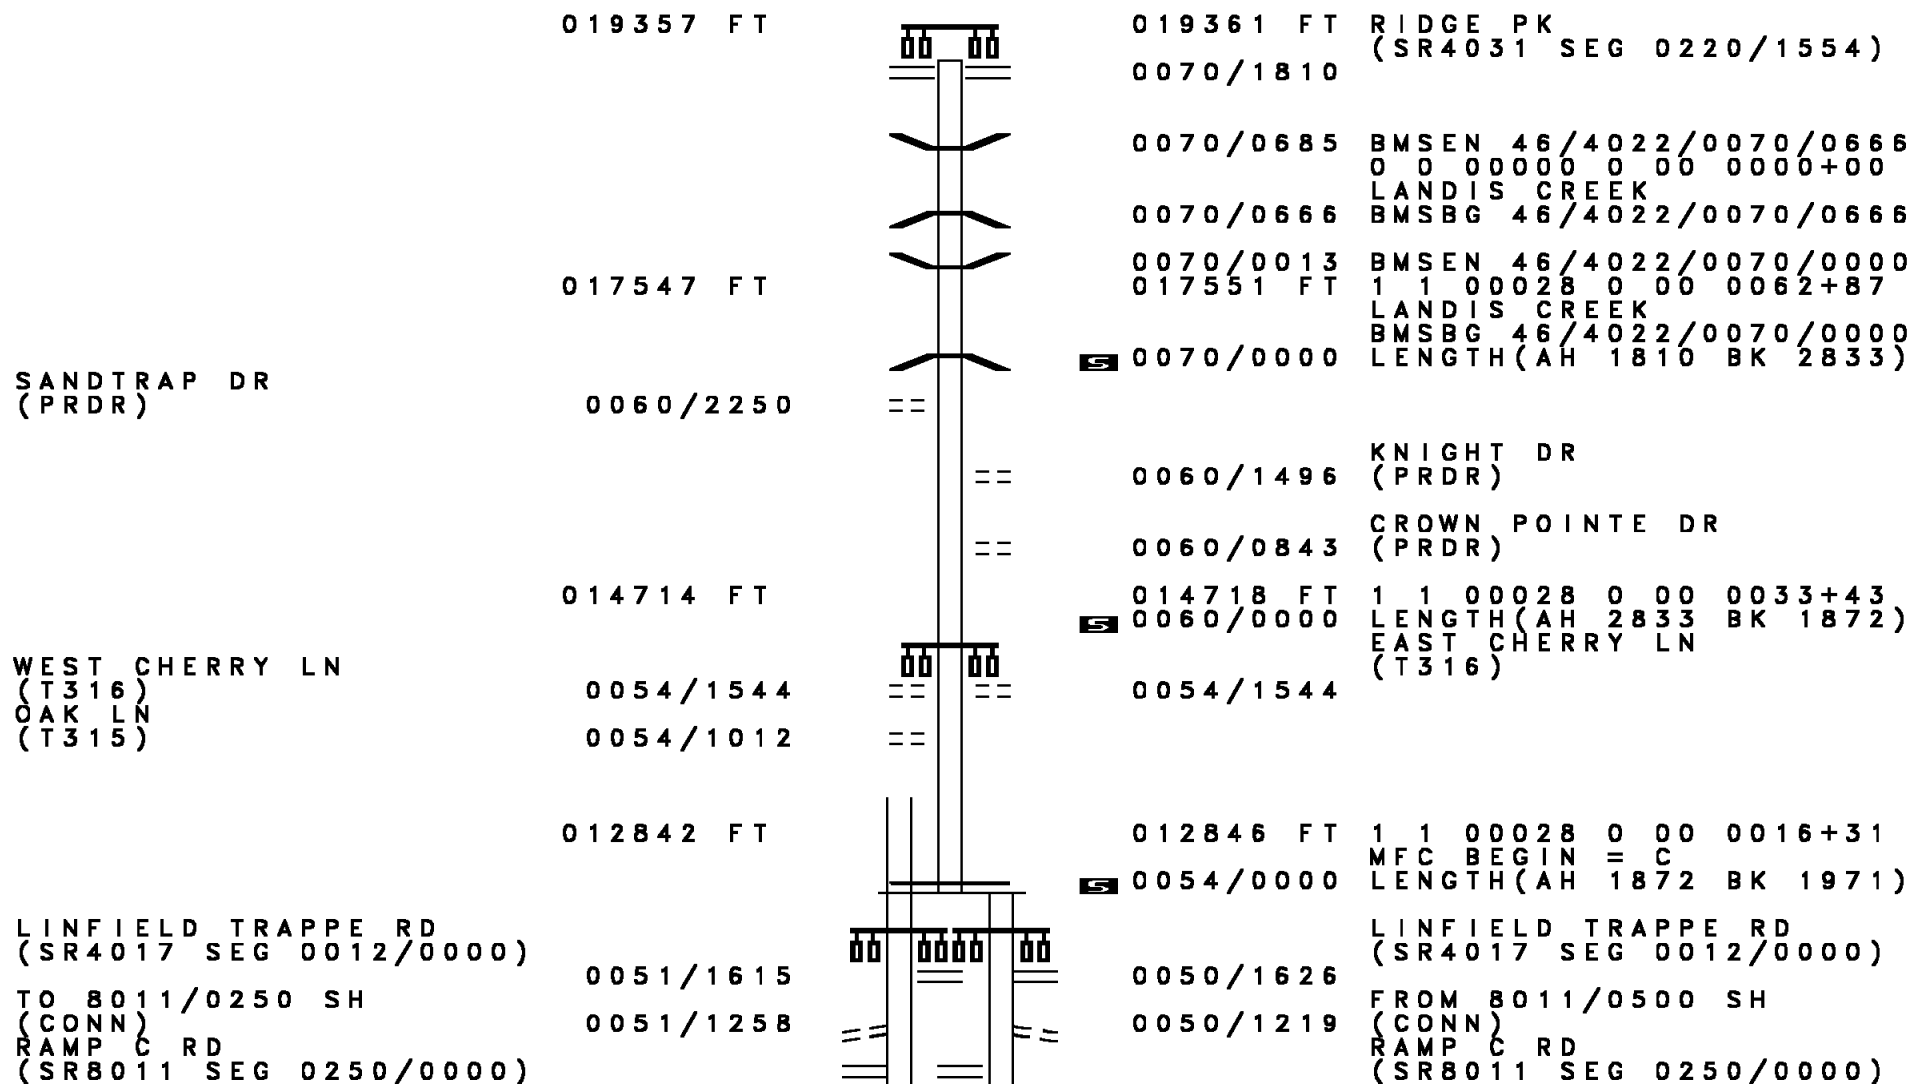 019357 FT 019361 FT RIDGE PK
(SR4031 SEG 0220/1554)
0070/1810
0070/0685 BMSEN 46/4022/0070/0666
0 0 00000 0 00 0000+00
LANDIS CREEK
0070/0666 BMSBG 46/4022/0070/0666
0070/0013 BMSEN 46/4022/0070/0000
017547 FT 017551 FT 1 1 00028 0 00 0062+87
LANDIS CREEK
BMSBG 46/4022/0070/0000
S 0070/0000 LENGTH(AH 1810 BK 2833)
SANDTRAP DR
(PRDR) 0060/2250
KNIGHT DR
0060/1496 (PRDR)
CROWN POINTE DR
0060/0843 (PRDR)
014714 FT 014718 FT 1 1 00028 0 00 0033+43
S 0060/0000 LENGTH(AH 2833 BK 1872)
EAST CHERRY LN
WEST CHERRY LN (T316)
(T316) 0054/1544 0054/1544
OAK LN
(T315) 0054/1012
012842 FT 012846 FT 1 1 00028 0 00 0016+31
MFC BEGIN = C
S 0054/0000 LENGTH(AH 1872 BK 1971)
LINFIELD TRAPPE RD LINFIELD TRAPPE RD
(SR4017 SEG 0012/0000) (SR4017 SEG 0012/0000)
0051/1615 0050/1626
TO 8011/0250 SH FROM 8011/0500 SH
(CONN) 0051/1258 0050/1219 (CONN)
RAMP C RD RAMP C RD
(SR8011 SEG 0250/0000) (SR8011 SEG 0250/0000)